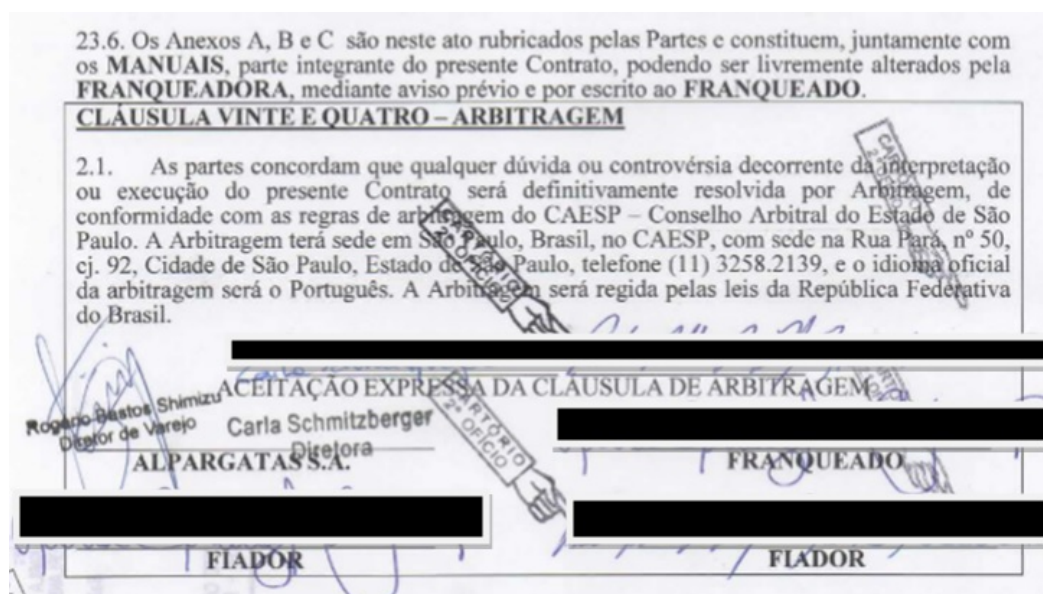 23.6. Os Anexos A, B e C são neste ato rubricados pelas Partes e constituem, juntamente com
os MANUAIS, parte integrante do presente Contrato, podendo ser livremente alterados pela
FRANQUEADORA, mediante aviso prévio e por escrito ao FRANQUEADO.
CLÁUSULA VINTE E QUATRO – ARBITRAGEM
2.1. As partes concordam que qualquer dúvida ou controvérsia decorrente da interpretação
ou execução do presente Contrato será definitivamente resolvida por Arbitragem, de
conformidade com as regras de arbitragem do CAESP – Conselho Arbitral do Estado de São
Paulo. A Arbitragem terá sede em São Paulo, Brasil, no CAESP, com sede na Rua Pará, nº 50,
cj. 92, Cidade de São Paulo, Estado de São Paulo, telefone (11) 3258.2139, e o idioma oficial
da arbitragem será o Português. A Arbitragem será regida pelas leis da República Federativa
do Brasil.
CARTÓRIO
2º OFÍCIO
ACEITAÇÃO EXPRESSA DA CLÁUSULA DE ARBITRAGEM
Rogério Bastos Shimizu
Diretor de Varejo
Carla Schmitzberger
Diretora
CARTÓRIO
2º OFÍCIO
ALPARGATAS S.A.
FRANQUEADO
FIADOR
FIADOR